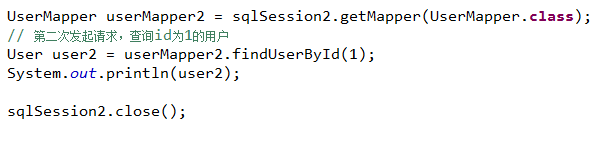 UserMapper userMapper2 = sqlSession2.getMapper(UserMapper.class);
// 第二次发起请求，查询id为1的用户
User user2 = userMapper2.findUserById(1);
System.out.println(user2);
sqlSession2.close();